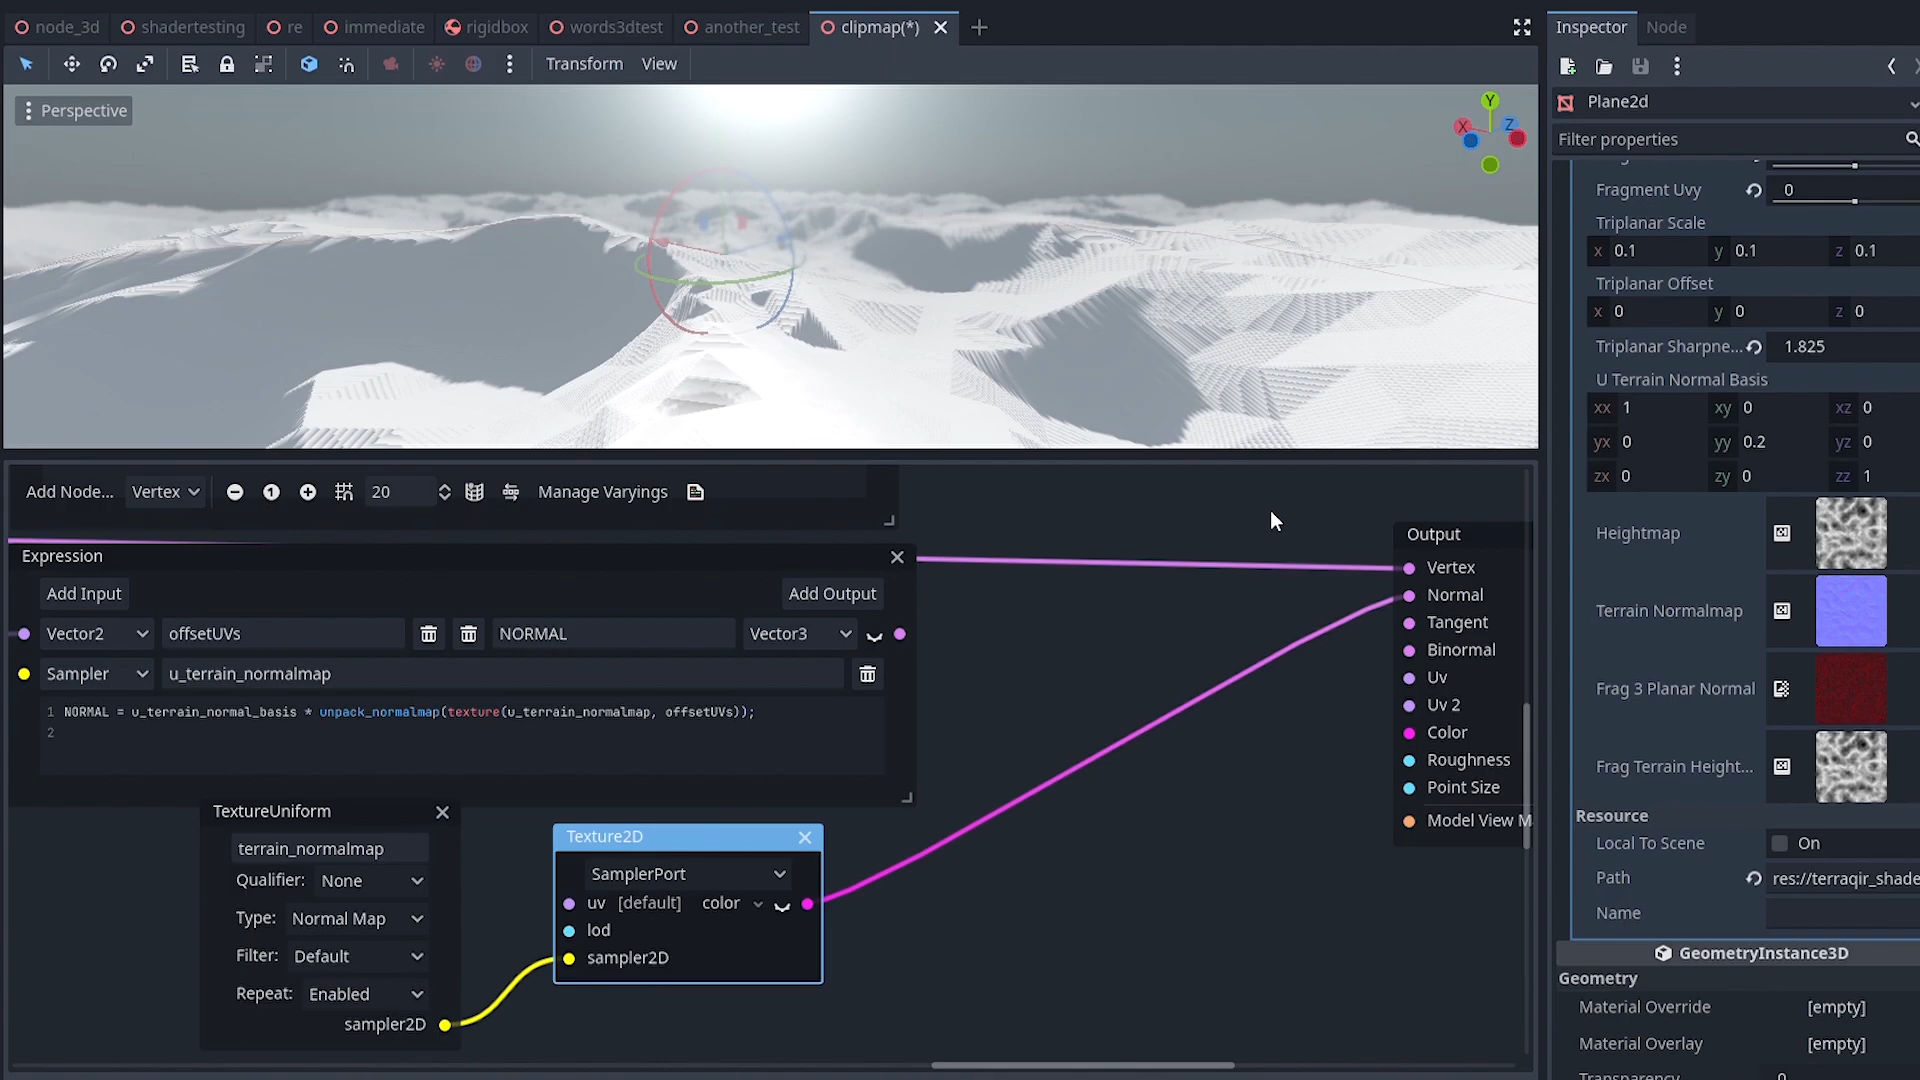 node_3d shadertesting re immediate rigidbox words3dtest another_test clipmap(*)
Inspector Node
Transform View
Perspective
Y
X Z
Plane2d
Filter properties
Fragment Uvy 0
Triplanar Scale
x 0.1 y 0.1 z 0.1
Triplanar Offset
x 0 y 0 z 0
Triplanar Sharpne... 1.825
U Terrain Normal Basis
xx 1 xy 0 xz 0
yx 0 yy 0.2 yz 0
zx 0 zy 0 zz 1
Heightmap
Terrain Normalmap
Frag 3 Planar Normal
Frag Terrain Height...
Resource
Local To Scene On
Path res://terraqir_shade
Name
GeometryInstance3D
Geometry
Material Override [empty]
Material Overlay [empty]
Add Node... Vertex 1 20 Manage Varyings
Expression
Add Input Add Output
Vector2 offsetUVs NORMAL Vector3
Sampler u_terrain_normalmap
1 NORMAL = u_terrain_normal_basis * unpack_normalmap(texture(u_terrain_normalmap, offsetUVs));
2
TextureUniform
terrain_normalmap
Qualifier: None
Type: Normal Map
Filter: Default
Repeat: Enabled
sampler2D
Texture2D
SamplerPort
uv [default] color
lod
sampler2D
Output
Vertex
Normal
Tangent
Binormal
Uv
Uv 2
Color
Roughness
Point Size
Model View M